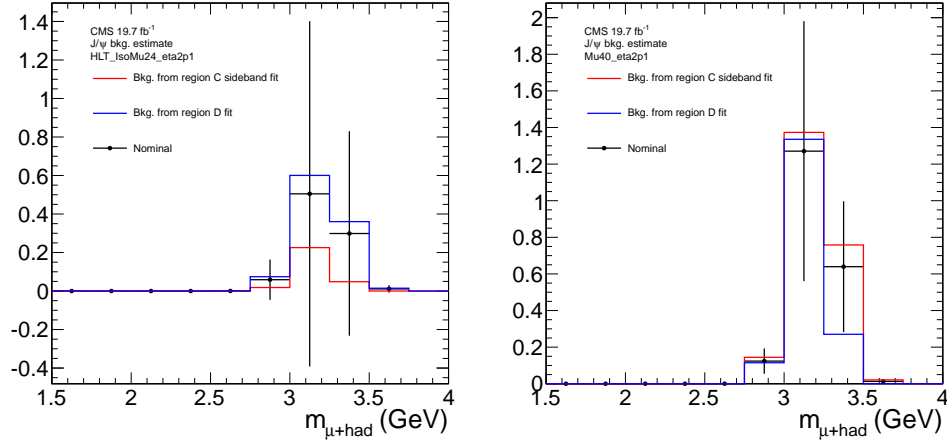 CMS 19.7 fb⁻¹
J/ψ bkg. estimate
HLT_IsoMu24_eta2p1
Bkg. from region C sideband fit
Bkg. from region D fit
Nominal
1.4
1.2
1
0.8
0.6
0.4
0.2
0
-0.2
-0.4
1.5 2 2.5 3 3.5 4
m_μ+had (GeV)
CMS 19.7 fb⁻¹
J/ψ bkg. estimate
Mu40_eta2p1
Bkg. from region C sideband fit
Bkg. from region D fit
Nominal
2
1.8
1.6
1.4
1.2
1
0.8
0.6
0.4
0.2
0
1.5 2 2.5 3 3.5 4
m_μ+had (GeV)